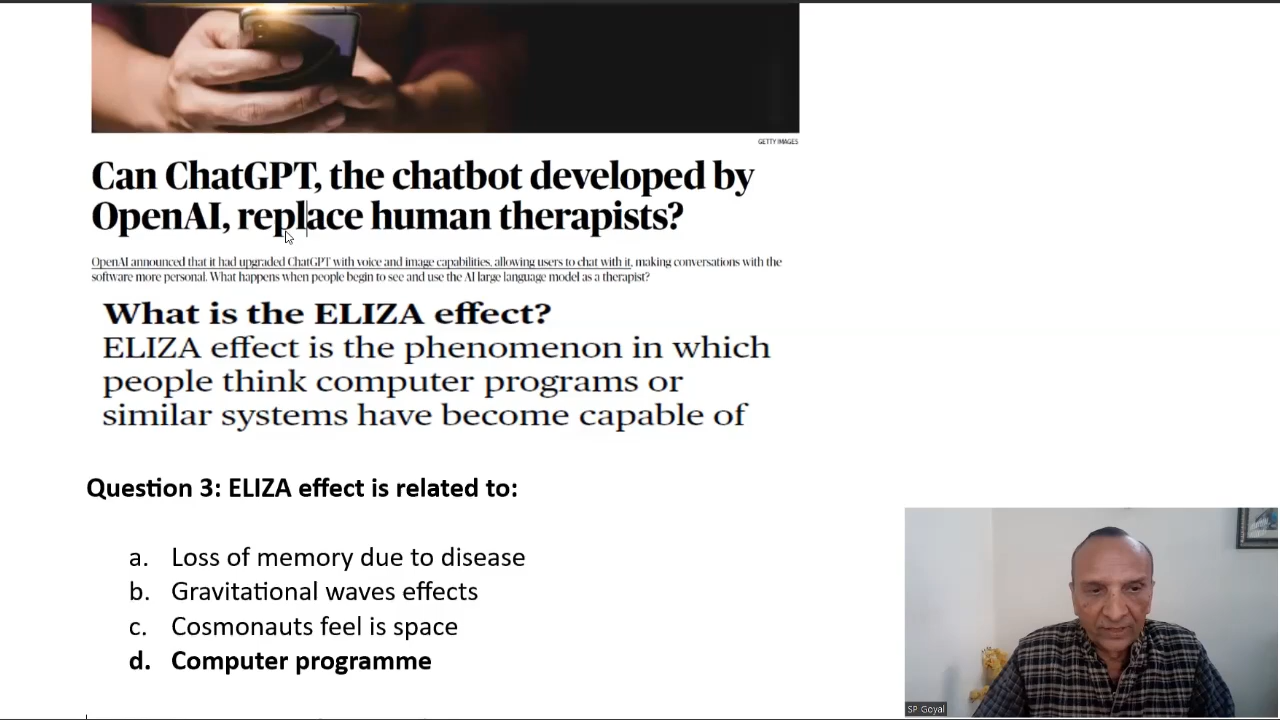 GETTY IMAGES
Can ChatGPT, the chatbot developed by
OpenAI, replace human therapists?
OpenAI announced that it had upgraded ChatGPT with voice and image capabilities, allowing users to chat with it, making conversations with the
software more personal. What happens when people begin to see and use the AI large language model as a therapist?
What is the ELIZA effect?
ELIZA effect is the phenomenon in which
people think computer programs or
similar systems have become capable of
Question 3: ELIZA effect is related to:
a. Loss of memory due to disease
b. Gravitational waves effects
c. Cosmonauts feel is space
d. Computer programme
SP Goyal